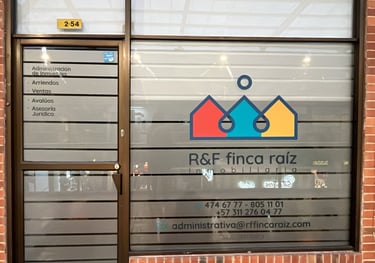 2-54
Administración
de Inmuebles
- Arriendos
- Ventas
- Avalúos
- Asesoría
Jurídica
R&F finca raíz
inmobiliaria
474 67 77 - 805 11 01
+57 311 276 04 77
administrativa@rffincaraiz.com